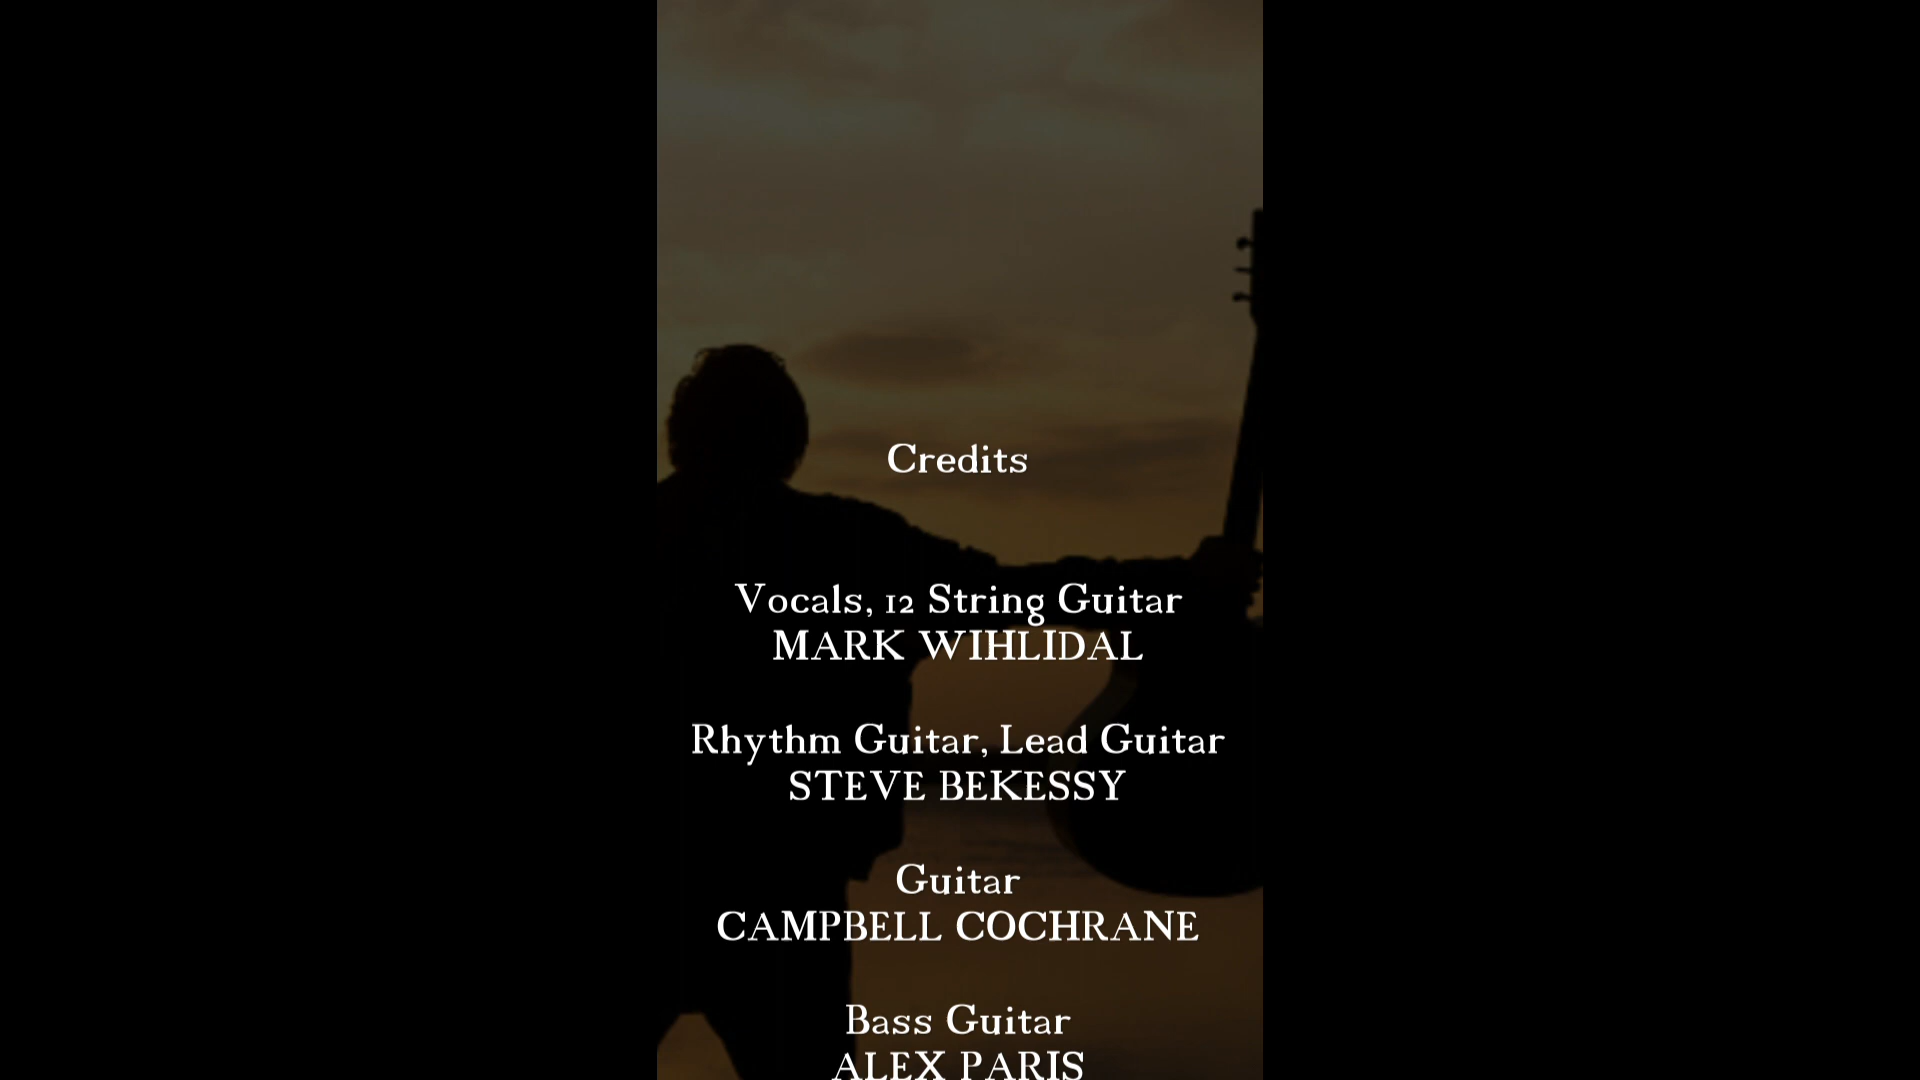 Credits
Vocals, 12 String Guitar
MARK WIHLIDAL
Rhythm Guitar, Lead Guitar
STEVE BEKESSY
Guitar
CAMPBELL COCHRANE
Bass Guitar
ALEX PARIS